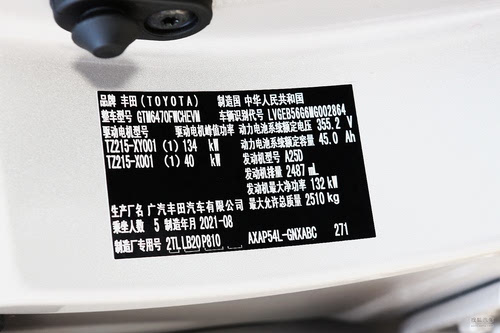 品牌 丰田(TOYOTA) 制造国 中华人民共和国
整车型号 GTM6470FWCHEVM 车辆识别代号 LVGEB56G6MG002864
驱动电机型号 驱动电机峰值功率 动力电池系统额定电压 355.2 V
TZ215-XY001 (1) 134 kW 动力电池系统额定容量 45.0 Ah
TZ215-X001 (1) 40 kW 发动机型号 A25D
发动机排量 2487 mL
发动机最大净功率 132 kW
生产厂名 广汽丰田汽车有限公司 最大允许总质量 2510 kg
乘坐人数 5 制造年月 2021-08
制造厂专用号 2TLLB20P810 AXAP54L-GNXABC 271